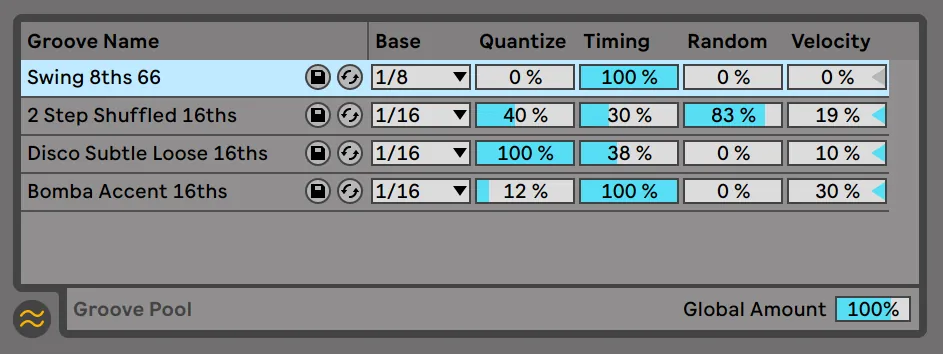 Groove Name Base Quantize Timing Random Velocity
Swing 8ths 66 1/8 0 % 100 % 0 % 0 %
2 Step Shuffled 16ths 1/16 40 % 30 % 83 % 19 %
Disco Subtle Loose 16ths 1/16 100 % 38 % 0 % 10 %
Bomba Accent 16ths 1/16 12 % 100 % 0 % 30 %
Groove Pool Global Amount 100%